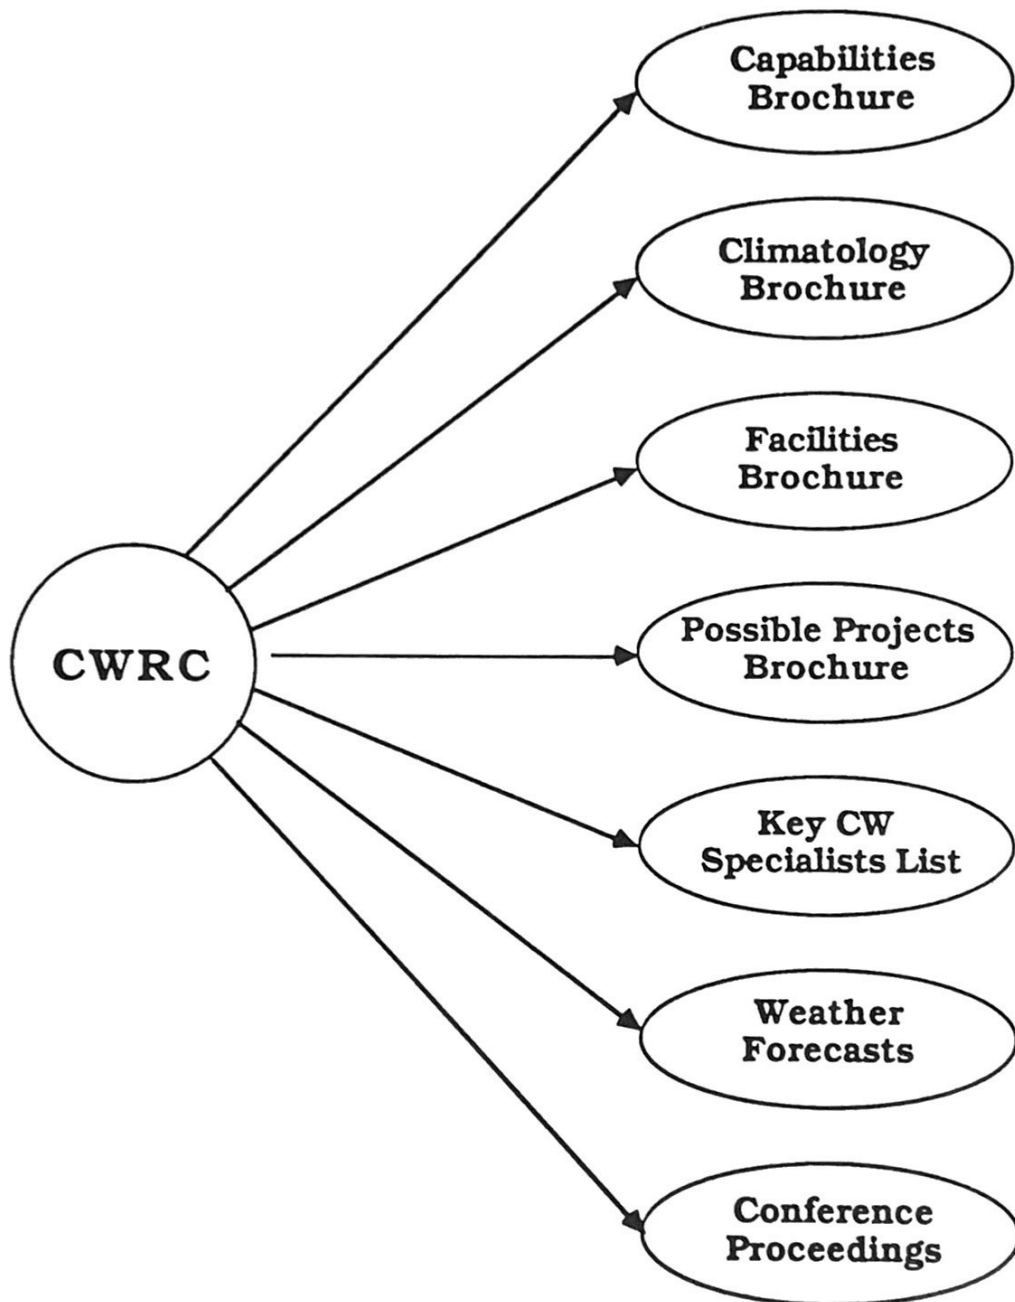 Capabilities
Brochure
Climatology
Brochure
Facilities
Brochure
CWRC
Possible Projects
Brochure
Key CW
Specialists List
Weather
Forecasts
Conference
Proceedings